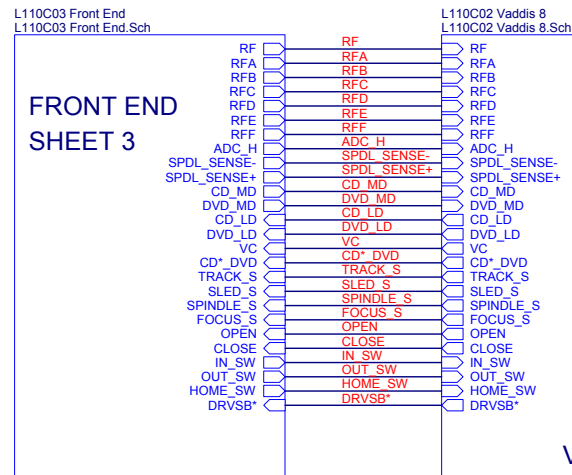 L110C03 Front End L110C02 Vaddis 8
L110C03 Front End.Sch L110C02 Vaddis 8.Sch
FRONT END
SHEET 3
RF RF RF
RFA RFA RFA
RFB RFB RFB
RFC RFC RFC
RFD RFD RFD
RFE RFE RFE
RFF RFF RFF
ADC_H ADC_H ADC_H
SPDL_SENSE- SPDL_SENSE- SPDL_SENSE-
SPDL_SENSE+ SPDL_SENSE+ SPDL_SENSE+
CD_MD CD_MD CD_MD
DVD_MD DVD_MD DVD_MD
CD_LD CD_LD CD_LD
DVD_LD DVD_LD DVD_LD
VC VC VC
CD*_DVD CD*_DVD CD*_DVD
TRACK_S TRACK_S TRACK_S
SLED_S SLED_S SLED_S
SPINDLE_S SPINDLE_S SPINDLE_S
FOCUS_S FOCUS_S FOCUS_S
OPEN OPEN OPEN
CLOSE CLOSE CLOSE
IN_SW IN_SW IN_SW
OUT_SW OUT_SW OUT_SW
HOME_SW HOME_SW HOME_SW
DRVSB* DRVSB* DRVSB*
V